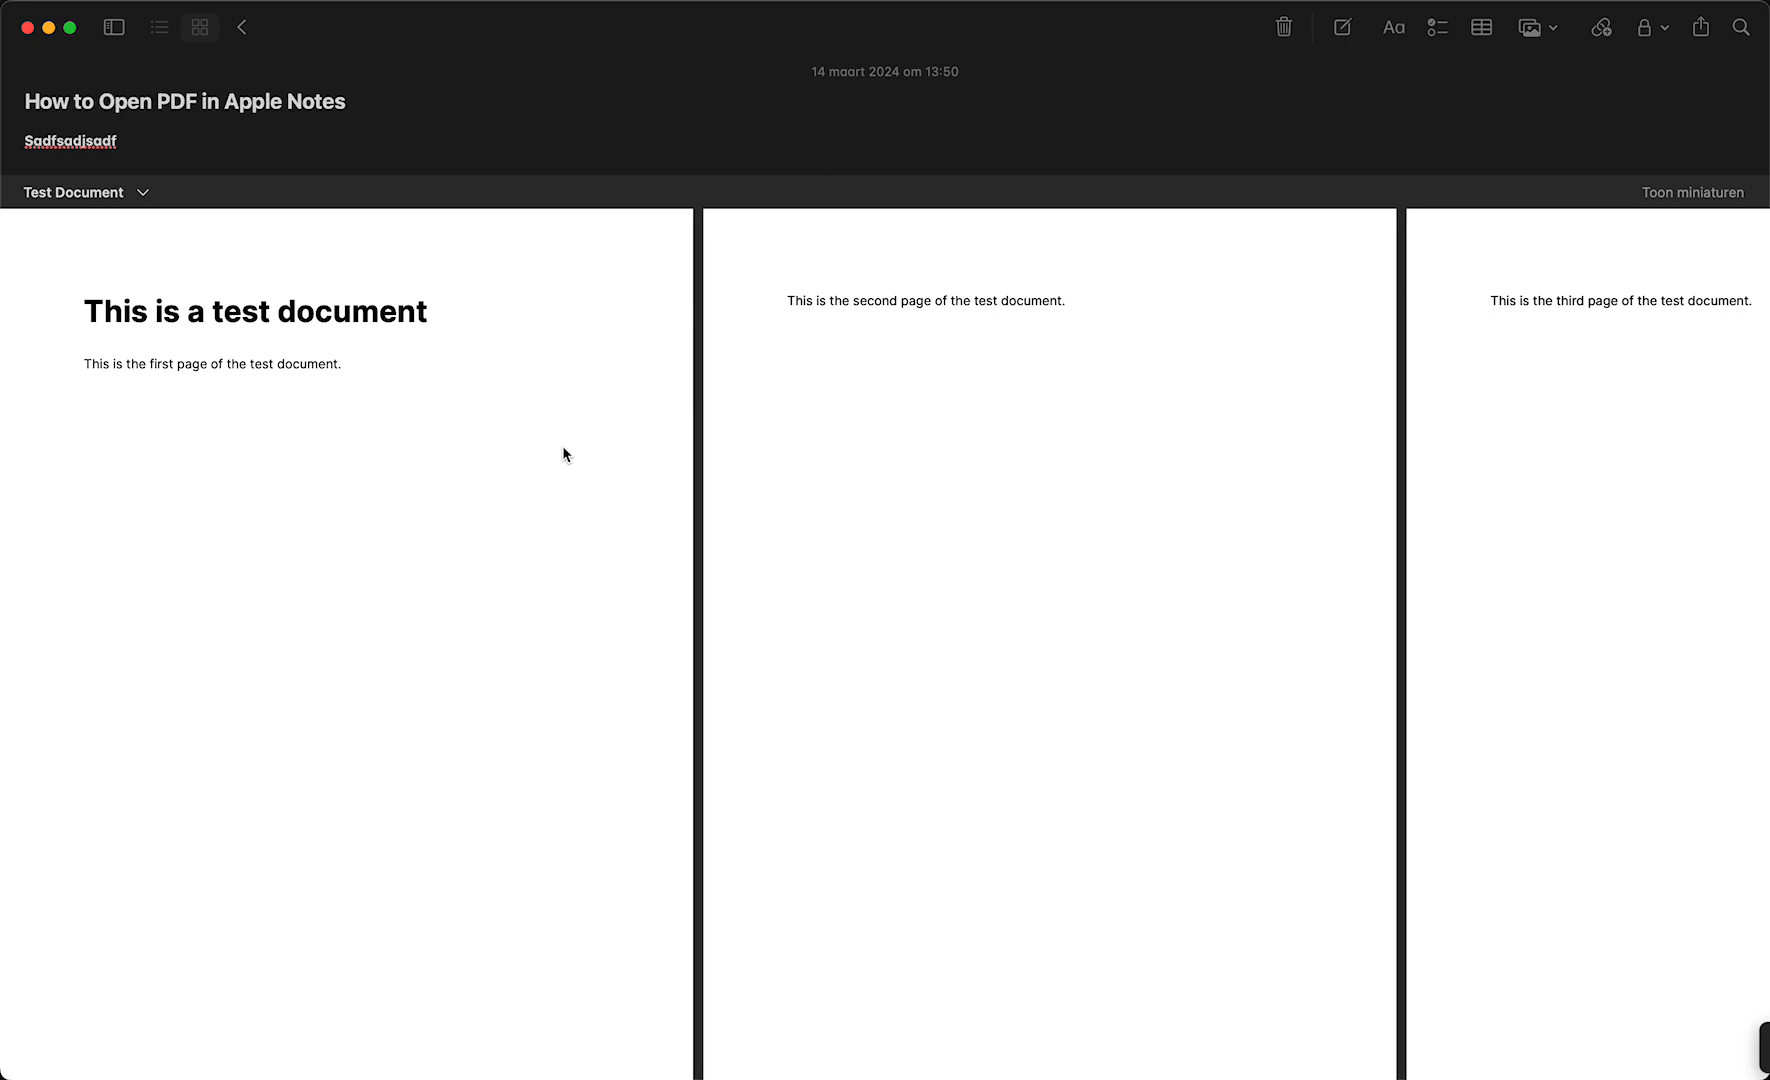 14 maart 2024 om 13:50
How to Open PDF in Apple Notes
Sadfsadjsadf
Test Document
Toon miniaturen
This is a test document
This is the first page of the test document.
This is the second page of the test document.
This is the third page of the test document.
Aa